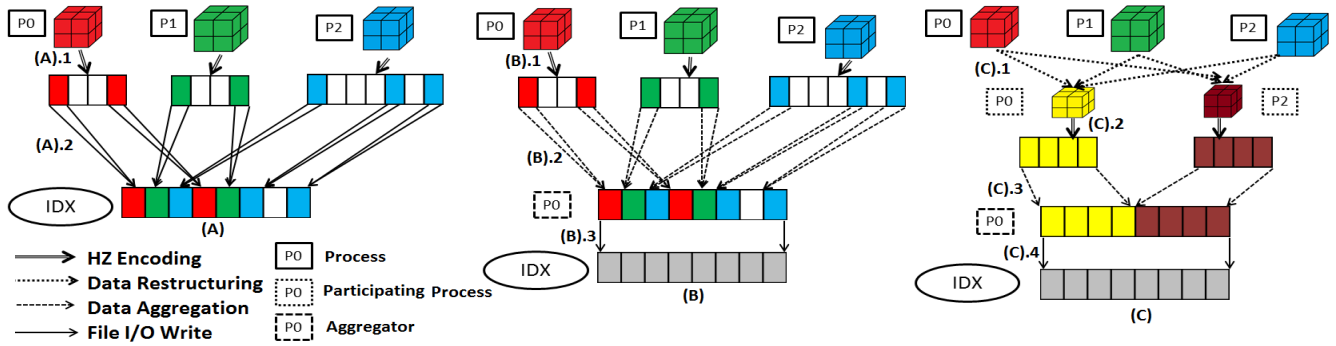 P0
P1
P2
(A).1
(A).2
IDX
(A)
HZ Encoding
Data Restructuring
Data Aggregation
File I/O Write
P0 Process
P0 Participating Process
P0 Aggregator
P0
P1
P2
(B).1
(B).2
P0
(B).3
IDX
(B)
P0
P1
P2
(C).1
P0
P2
(C).2
(C).3
P0
(C).4
IDX
(C)